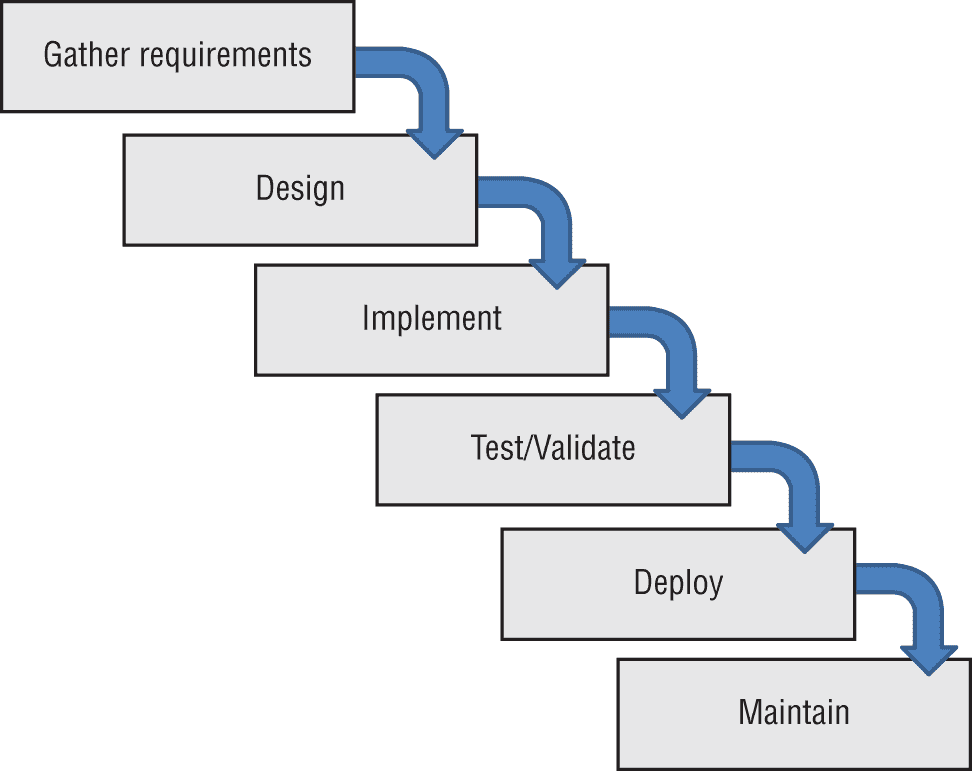 Gather requirements
Design
Implement
Test/Validate
Deploy
Maintain